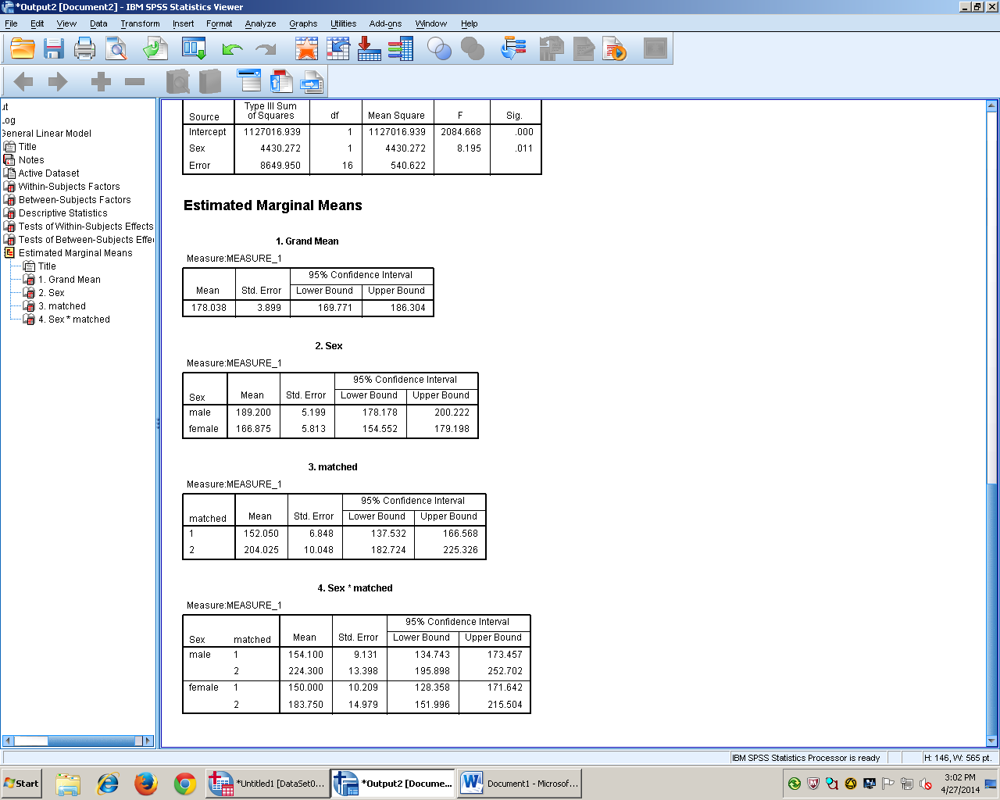 *Output2 [Document2] - IBM SPSS Statistics Viewer
File Edit View Data Transform Insert Format Analyze Graphs Utilities Add-ons Window Help
ut
Log
General Linear Model
Title
Notes
Active Dataset
Within-Subjects Factors
Between-Subjects Factors
Descriptive Statistics
Tests of Within-Subjects Effects
Tests of Between-Subjects Effe
Estimated Marginal Means
Title
1. Grand Mean
2. Sex
3. matched
4. Sex * matched
Source Type III Sum of Squares df Mean Square F Sig.
Intercept 1127016.939 1 1127016.939 2084.668 .000
Sex 4430.272 1 4430.272 8.195 .011
Error 8649.950 16 540.622
Estimated Marginal Means
1. Grand Mean
Measure:MEASURE_1
95% Confidence Interval
Mean Std. Error Lower Bound Upper Bound
178.038 3.899 169.771 186.304
2. Sex
Measure:MEASURE_1
95% Confidence Interval
Sex Mean Std. Error Lower Bound Upper Bound
male 189.200 5.199 178.178 200.222
female 166.875 5.813 154.552 179.198
3. matched
Measure:MEASURE_1
95% Confidence Interval
matched Mean Std. Error Lower Bound Upper Bound
1 152.050 6.848 137.532 166.568
2 204.025 10.048 182.724 225.326
4. Sex * matched
Measure:MEASURE_1
95% Confidence Interval
Sex matched Mean Std. Error Lower Bound Upper Bound
male 1 154.100 9.131 134.743 173.457
2 224.300 13.398 195.898 252.702
female 1 150.000 10.209 128.358 171.642
2 183.750 14.979 151.996 215.504
IBM SPSS Statistics Processor is ready H: 146, W: 565 pt.
Start *Untitled1 [DataSet0... *Output2 [Docume... Document1 - Microsof... 3:02 PM
4/27/2014